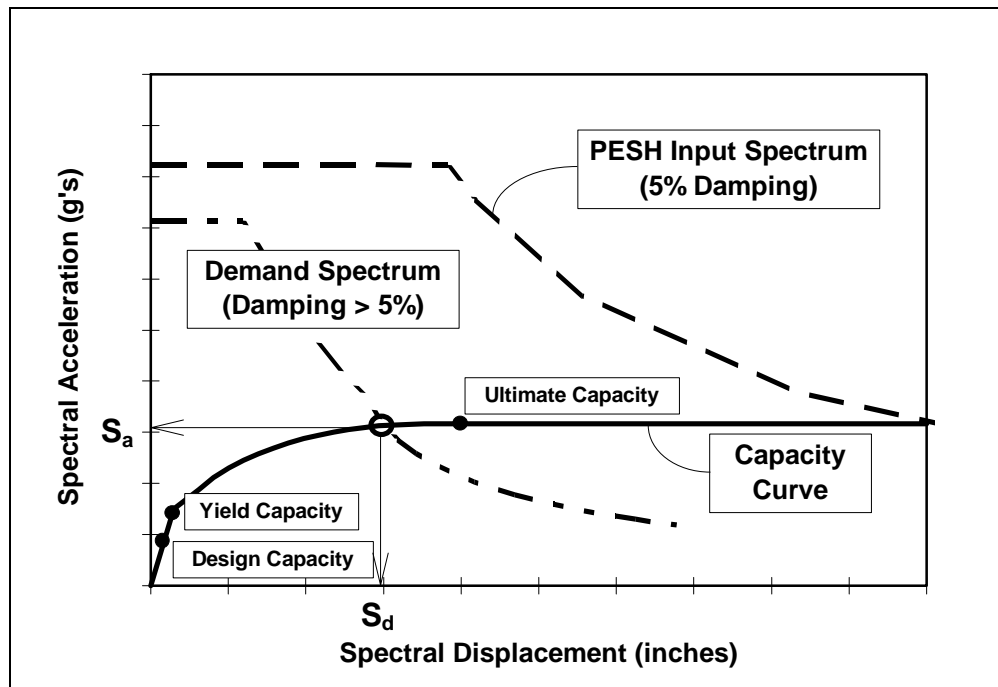 PESH Input Spectrum
(5% Damping)
Demand Spectrum
(Damping > 5%)
Spectral Acceleration (g's)
Ultimate Capacity
Sa
Capacity
Curve
Yield Capacity
Design Capacity
Sd
Spectral Displacement (inches)